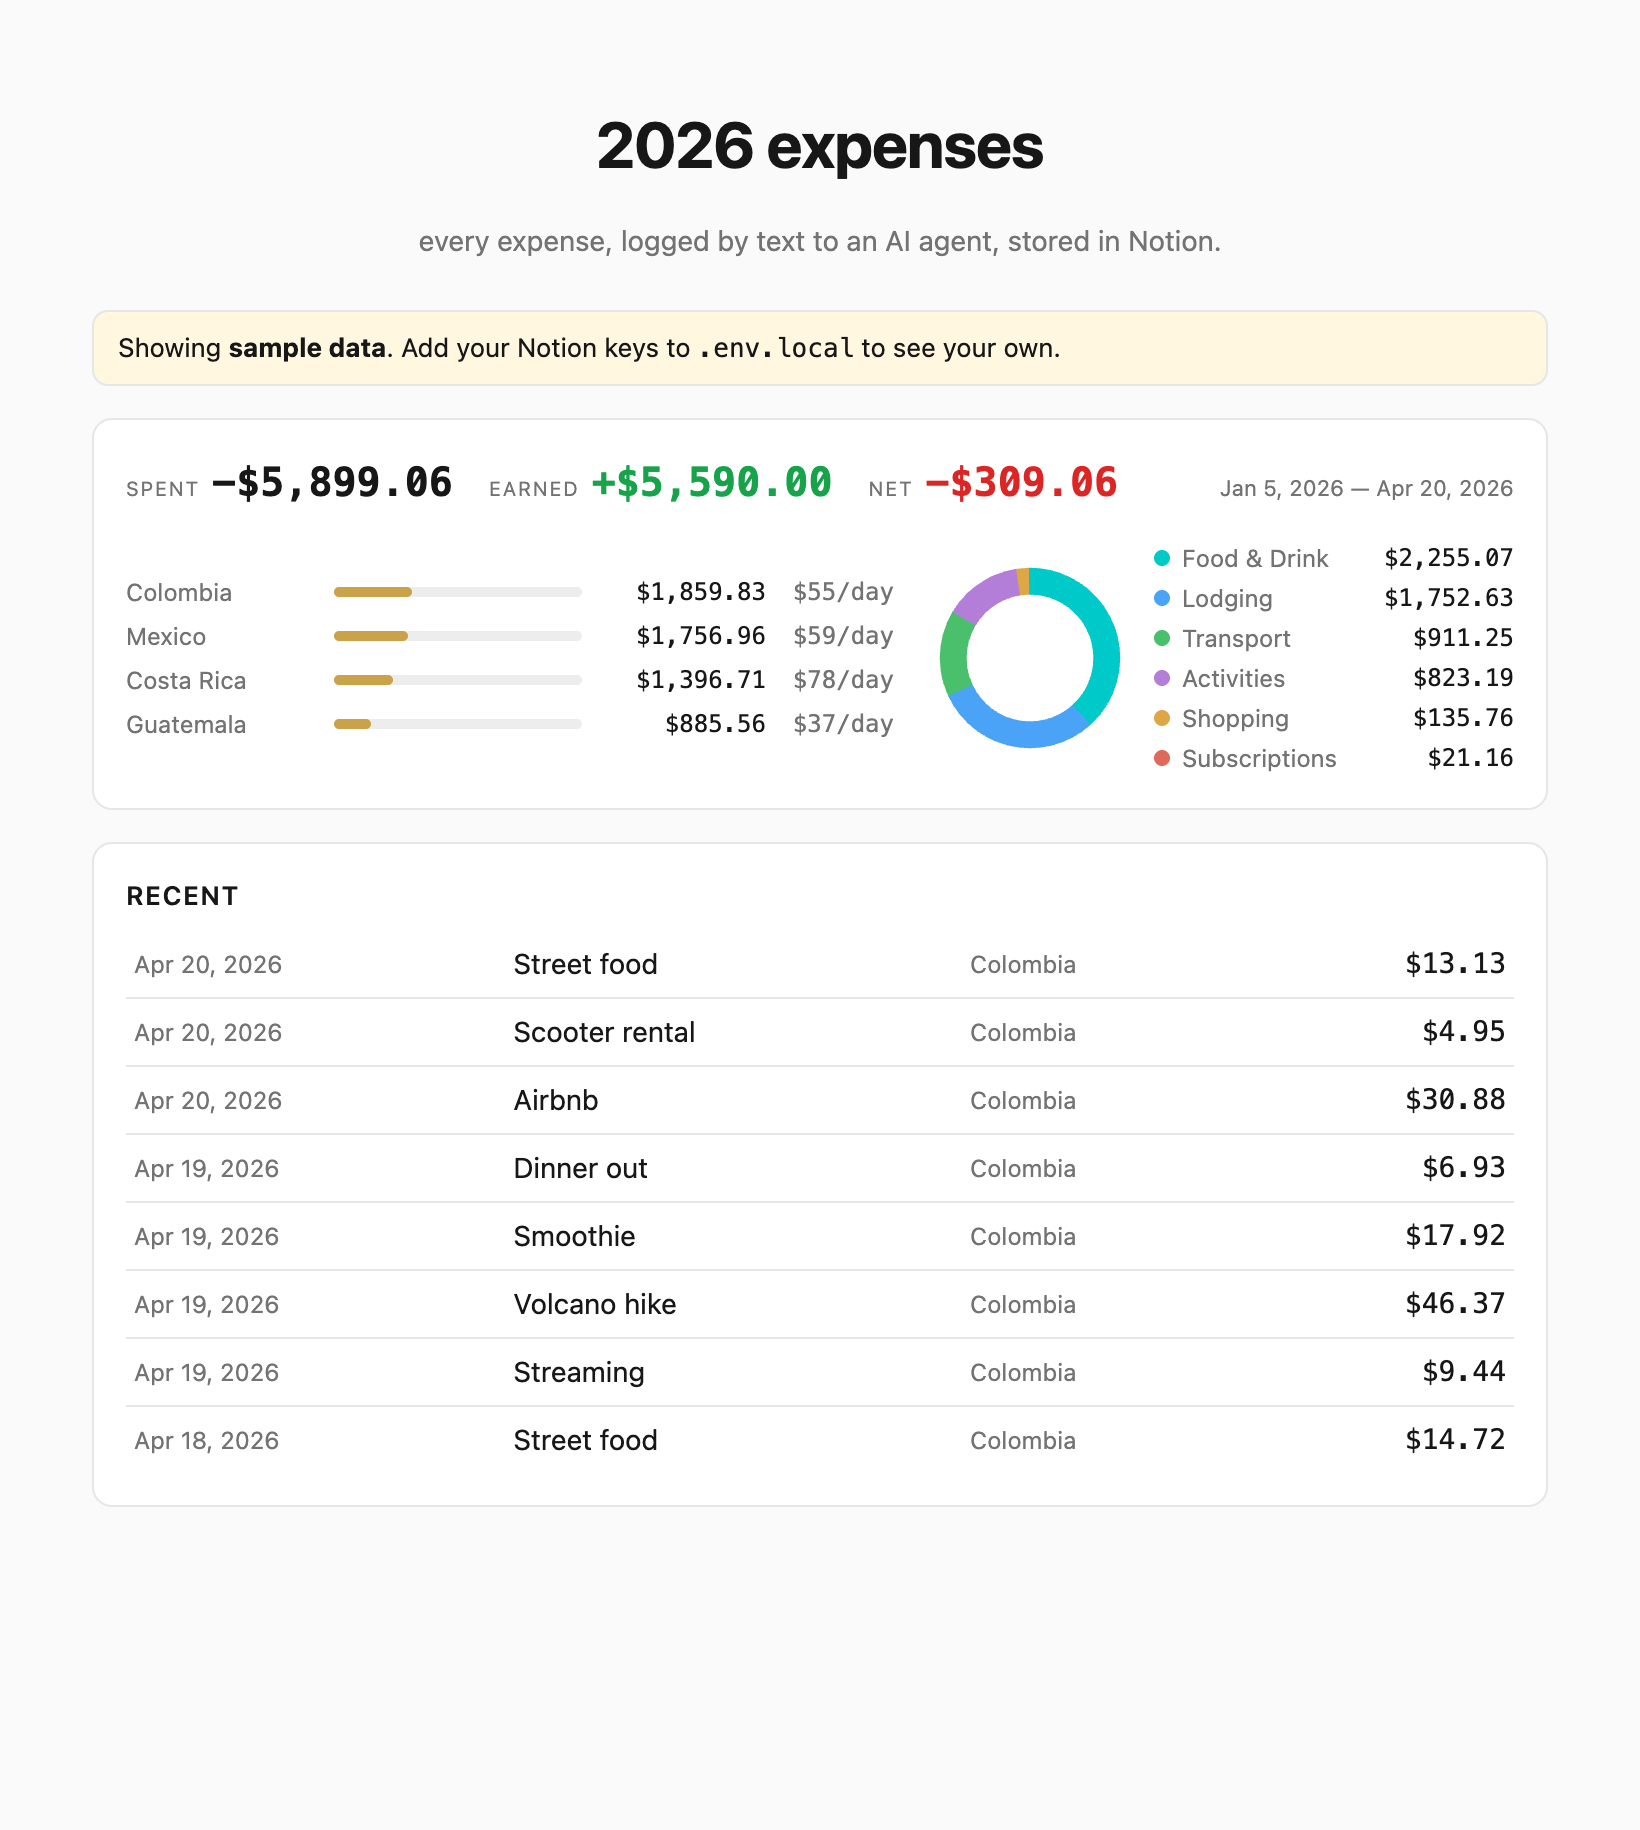 2026 expenses
every expense, logged by text to an AI agent, stored in Notion.
Showing sample data. Add your Notion keys to .env.local to see your own.
SPENT −$5,899.06 EARNED +$5,590.00 NET −$309.06 Jan 5, 2026 — Apr 20, 2026
Colombia $1,859.83 $55/day
Mexico $1,756.96 $59/day
Costa Rica $1,396.71 $78/day
Guatemala $885.56 $37/day
Food & Drink $2,255.07
Lodging $1,752.63
Transport $911.25
Activities $823.19
Shopping $135.76
Subscriptions $21.16
RECENT
Apr 20, 2026 Street food Colombia $13.13
Apr 20, 2026 Scooter rental Colombia $4.95
Apr 20, 2026 Airbnb Colombia $30.88
Apr 19, 2026 Dinner out Colombia $6.93
Apr 19, 2026 Smoothie Colombia $17.92
Apr 19, 2026 Volcano hike Colombia $46.37
Apr 19, 2026 Streaming Colombia $9.44
Apr 18, 2026 Street food Colombia $14.72